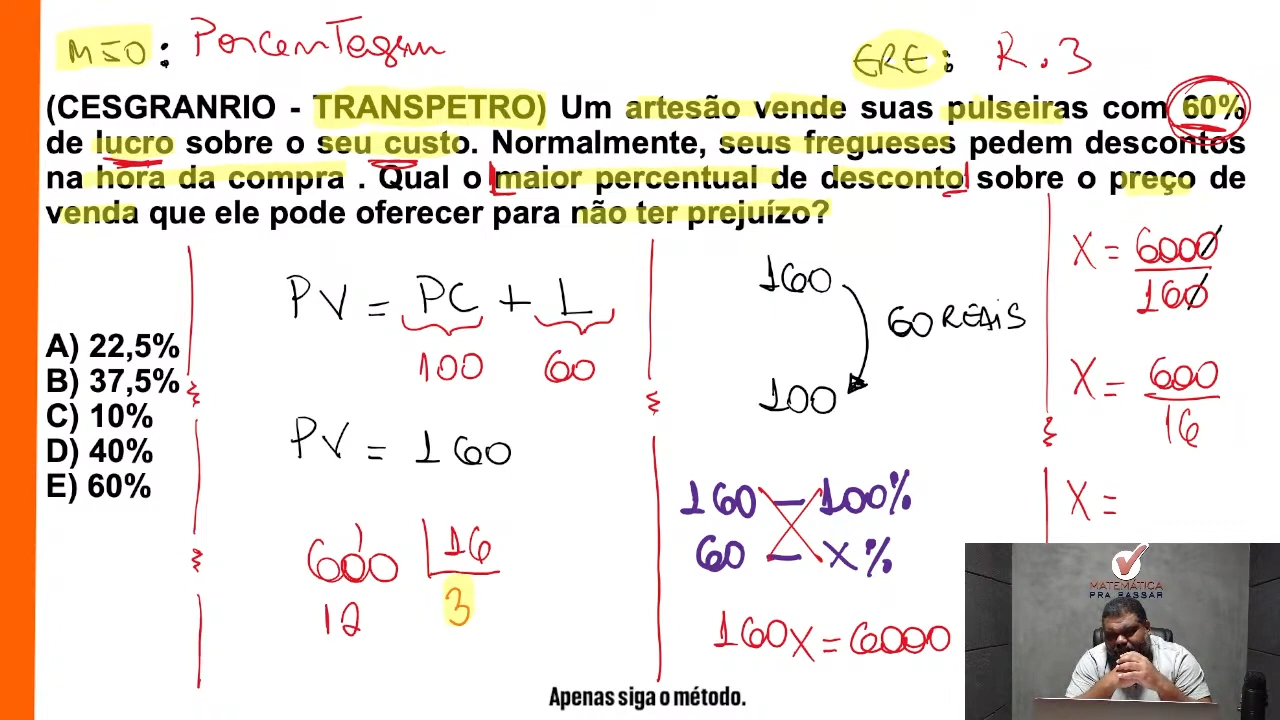 M50: Porcentagem
ERE: R.3
(CESGRANRIO - TRANSPETRO) Um artesão vende suas pulseiras com 60%
de lucro sobre o seu custo. Normalmente, seus fregueses pedem descontos
na hora da compra . Qual o maior percentual de desconto sobre o preço de
venda que ele pode oferecer para não ter prejuízo?
A) 22,5%
B) 37,5%
C) 10%
D) 40%
E) 60%
PV = PC + L
100 60
PV = 160
600 16
12 3
160
60 REAIS
100
160 – 100%
60 – X%
160X = 6000
X = 6000
160
X = 600
16
X =
MATEMÁTICA
PRA PASSAR
Apenas siga o método.